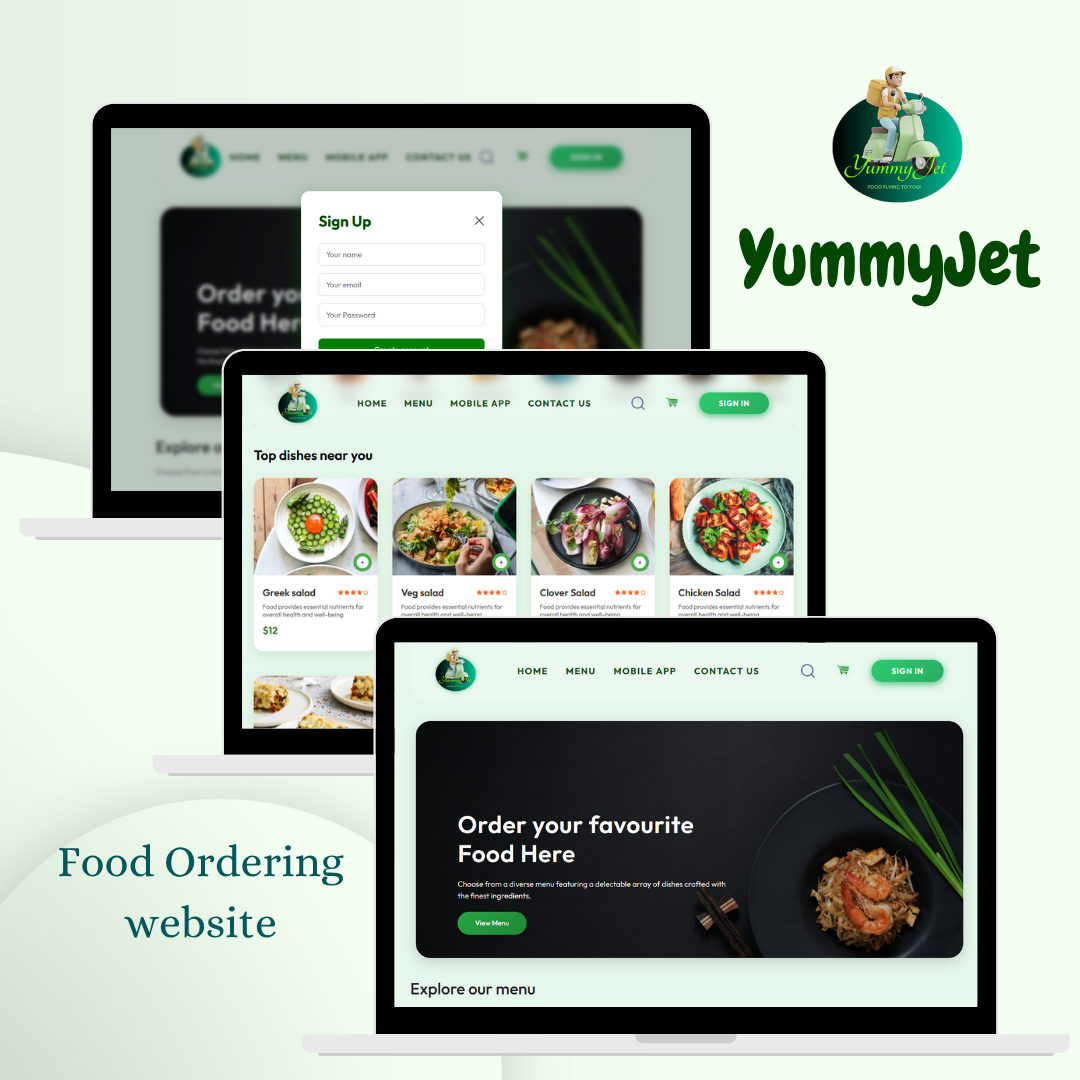 YummyJet
FOOD FLYING TO YOU!
YummyJet
HOME MENU MOBILE APP CONTACT US SIGN IN
Sign Up
Your name
Your email
Your Password
Create account
Order you
Food Her
Explore o
HOME MENU MOBILE APP CONTACT US SIGN IN
Top dishes near you
Greek salad
Food provides essential nutrients for
overall health and well-being
$12
Veg salad
Food provides essential nutrients for
overall health and well-being
Clover Salad
Food provides essential nutrients for
overall health and well-being
Chicken Salad
Food provides essential nutrients for
overall health and well-being
HOME MENU MOBILE APP CONTACT US SIGN IN
Order your favourite
Food Here
Choose from a diverse menu featuring a delectable array of dishes crafted with
the finest ingredients.
View Menu
Explore our menu
Food Ordering
website